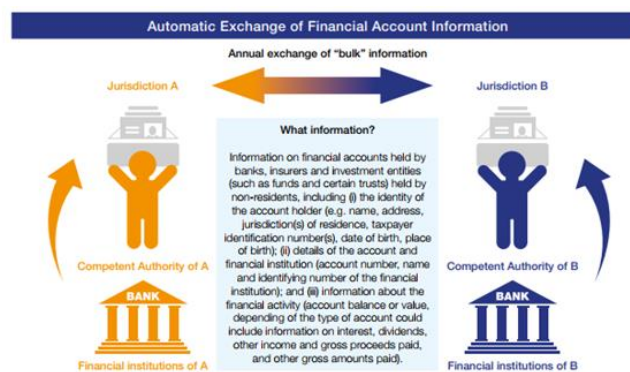 Automatic Exchange of Financial Account Information
Annual exchange of “bulk” information
Jurisdiction A
Jurisdiction B
What information?
Information on financial accounts held by
banks, insurers and investment entities
(such as funds and certain trusts) held by
non-residents, including (i) the identity of
the account holder (e.g. name, address,
jurisdiction(s) of residence, taxpayer
identification number(s), date of birth, place
of birth); (ii) details of the account and
financial institution (account number, name
and identifying number of the financial
institution); and (iii) information about the
financial activity (account balance or value,
depending of the type of account could
include information on interest, dividends,
other income and gross proceeds paid,
and other gross amounts paid).
Competent Authority of A
Competent Authority of B
BANK
BANK
Financial institutions of A
Financial institutions of B